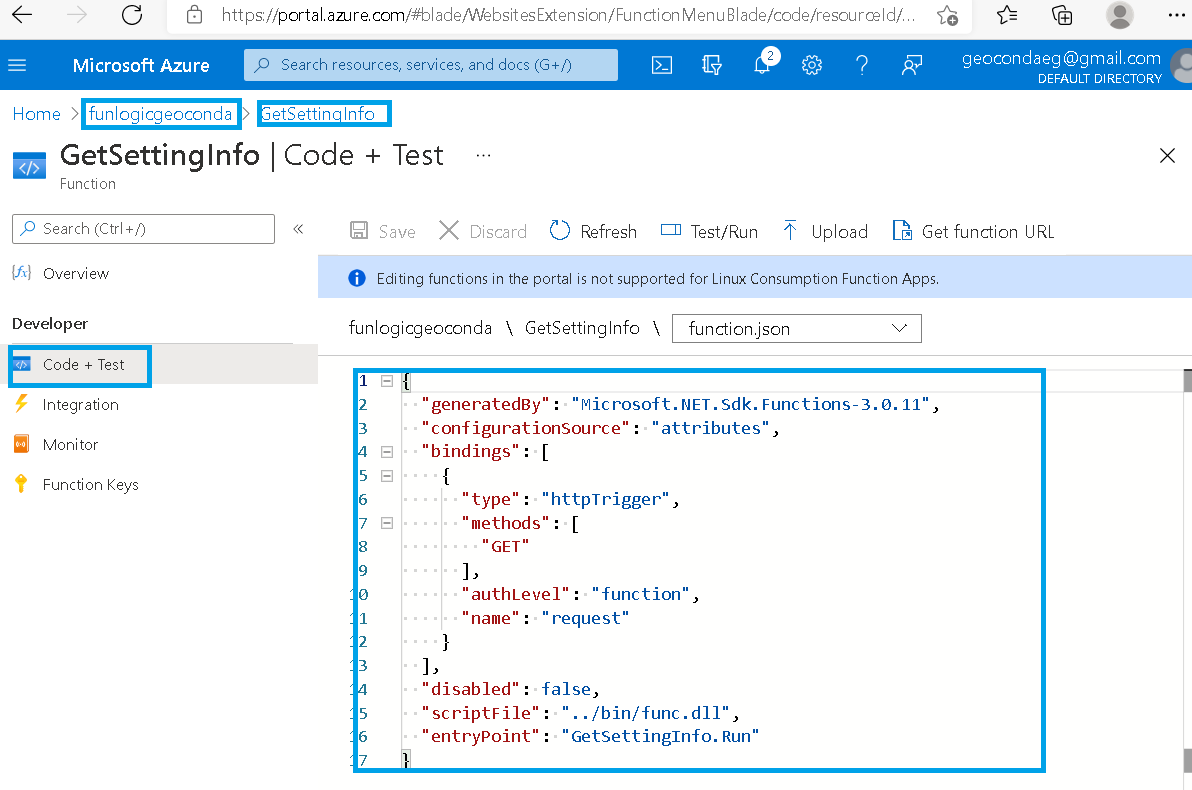 https://portal.azure.com/#blade/WebsitesExtension/FunctionMenuBlade/code/resourceId/...
Microsoft Azure
Search resources, services, and docs (G+/)
2
geocondaeg@gmail.com
DEFAULT DIRECTORY
Home > funlogicgeoconda > GetSettingInfo
GetSettingInfo | Code + Test ...
Function
Search (Ctrl+/)
«
Save
Discard
Refresh
Test/Run
Upload
Get function URL
Overview
Editing functions in the portal is not supported for Linux Consumption Function Apps.
Developer
Code + Test
Integration
Monitor
Function Keys
funlogicgeoconda \ GetSettingInfo \ function.json
1 {
2 "generatedBy": "Microsoft.NET.Sdk.Functions-3.0.11",
3 "configurationSource": "attributes",
4 "bindings": [
5 {
6 "type": "httpTrigger",
7 "methods": [
8 "GET"
9 ],
10 "authLevel": "function",
11 "name": "request"
12 }
13 ],
14 "disabled": false,
15 "scriptFile": "../bin/func.dll",
16 "entryPoint": "GetSettingInfo.Run"
17 }